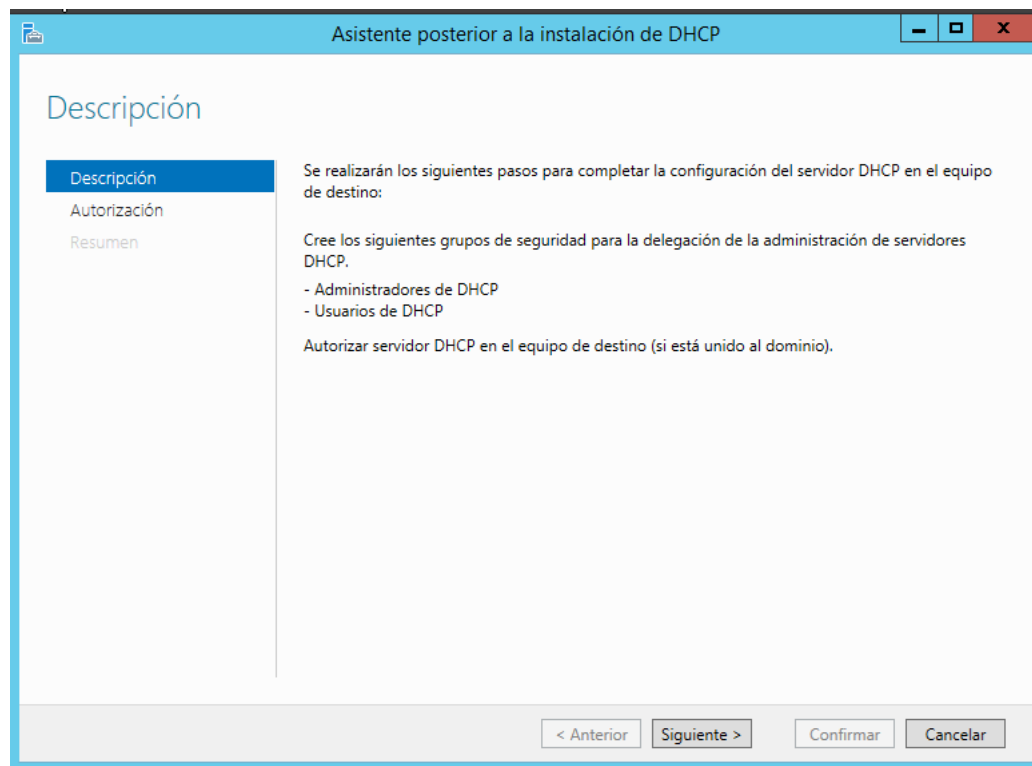 Asistente posterior a la instalación de DHCP
Descripción
Descripción
Autorización
Resumen
Se realizarán los siguientes pasos para completar la configuración del servidor DHCP en el equipo
de destino:
Cree los siguientes grupos de seguridad para la delegación de la administración de servidores
DHCP.
- Administradores de DHCP
- Usuarios de DHCP
Autorizar servidor DHCP en el equipo de destino (si está unido al dominio).
< Anterior
Siguiente >
Confirmar
Cancelar